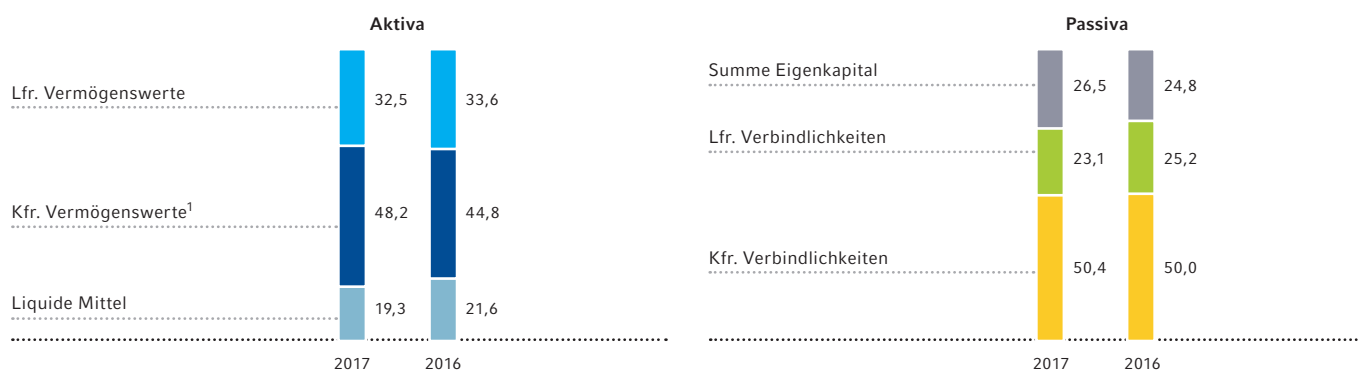 Aktiva
Lfr. Vermögenswerte
32,5
33,6
Kfr. Vermögenswerte¹
48,2
44,8
Liquide Mittel
19,3
21,6
2017
2016
Passiva
Summe Eigenkapital
26,5
24,8
Lfr. Verbindlichkeiten
23,1
25,2
Kfr. Verbindlichkeiten
50,4
50,0
2017
2016